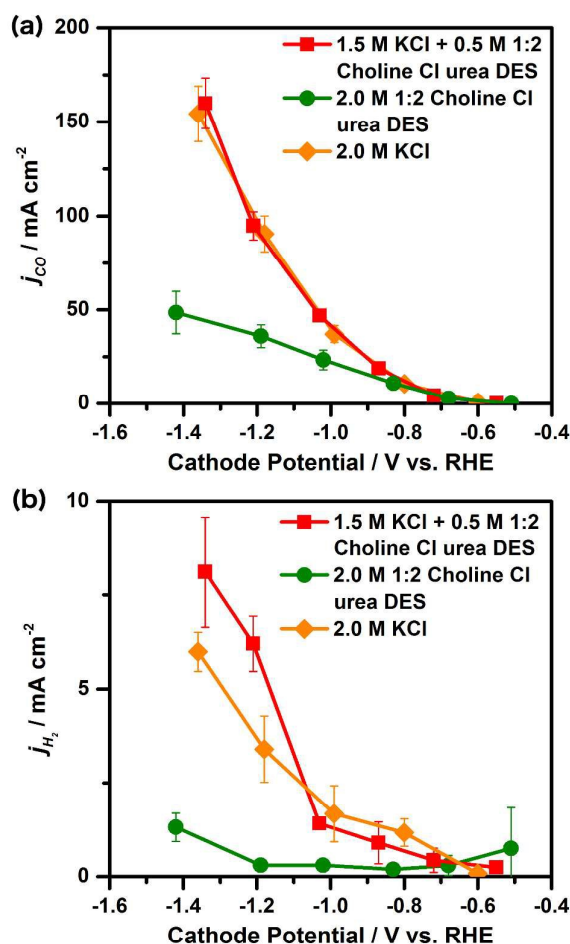 (a)
200
150
100
50
0
j_CO / mA cm⁻²
1.5 M KCl + 0.5 M 1:2
Choline Cl urea DES
2.0 M 1:2 Choline Cl
urea DES
2.0 M KCl
-1.4 -1.2 -1.0 -0.8 -0.6 -0.4
Cathode Potential / V vs. RHE
(b)
10
5
0
j_H₂ / mA cm⁻²
1.5 M KCl + 0.5 M 1:2
Choline Cl urea DES
2.0 M 1:2 Choline Cl
urea DES
2.0 M KCl
-1.4 -1.2 -1.0 -0.8 -0.6 -0.4
Cathode Potential / V vs. RHE